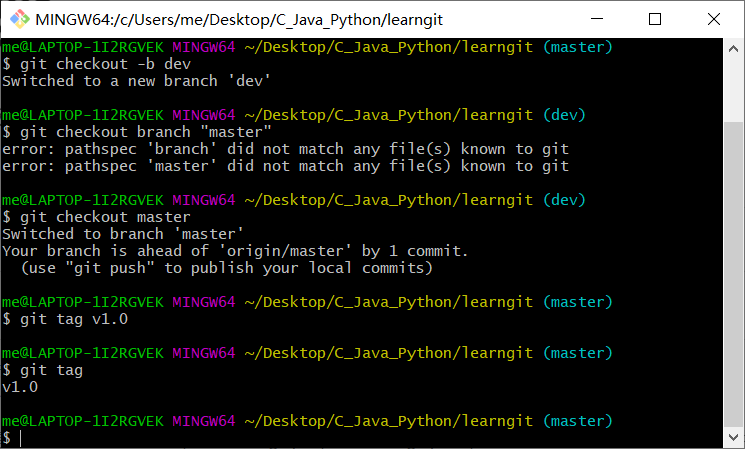 MINGW64:/c/Users/me/Desktop/C_Java_Python/learngit
me@LAPTOP-1I2RGVEK MINGW64 ~/Desktop/C_Java_Python/learngit (master)
$ git checkout -b dev
Switched to a new branch 'dev'
me@LAPTOP-1I2RGVEK MINGW64 ~/Desktop/C_Java_Python/learngit (dev)
$ git checkout branch "master"
error: pathspec 'branch' did not match any file(s) known to git
error: pathspec 'master' did not match any file(s) known to git
me@LAPTOP-1I2RGVEK MINGW64 ~/Desktop/C_Java_Python/learngit (dev)
$ git checkout master
Switched to branch 'master'
Your branch is ahead of 'origin/master' by 1 commit.
  (use "git push" to publish your local commits)
me@LAPTOP-1I2RGVEK MINGW64 ~/Desktop/C_Java_Python/learngit (master)
$ git tag v1.0
me@LAPTOP-1I2RGVEK MINGW64 ~/Desktop/C_Java_Python/learngit (master)
$ git tag
v1.0
me@LAPTOP-1I2RGVEK MINGW64 ~/Desktop/C_Java_Python/learngit (master)
$